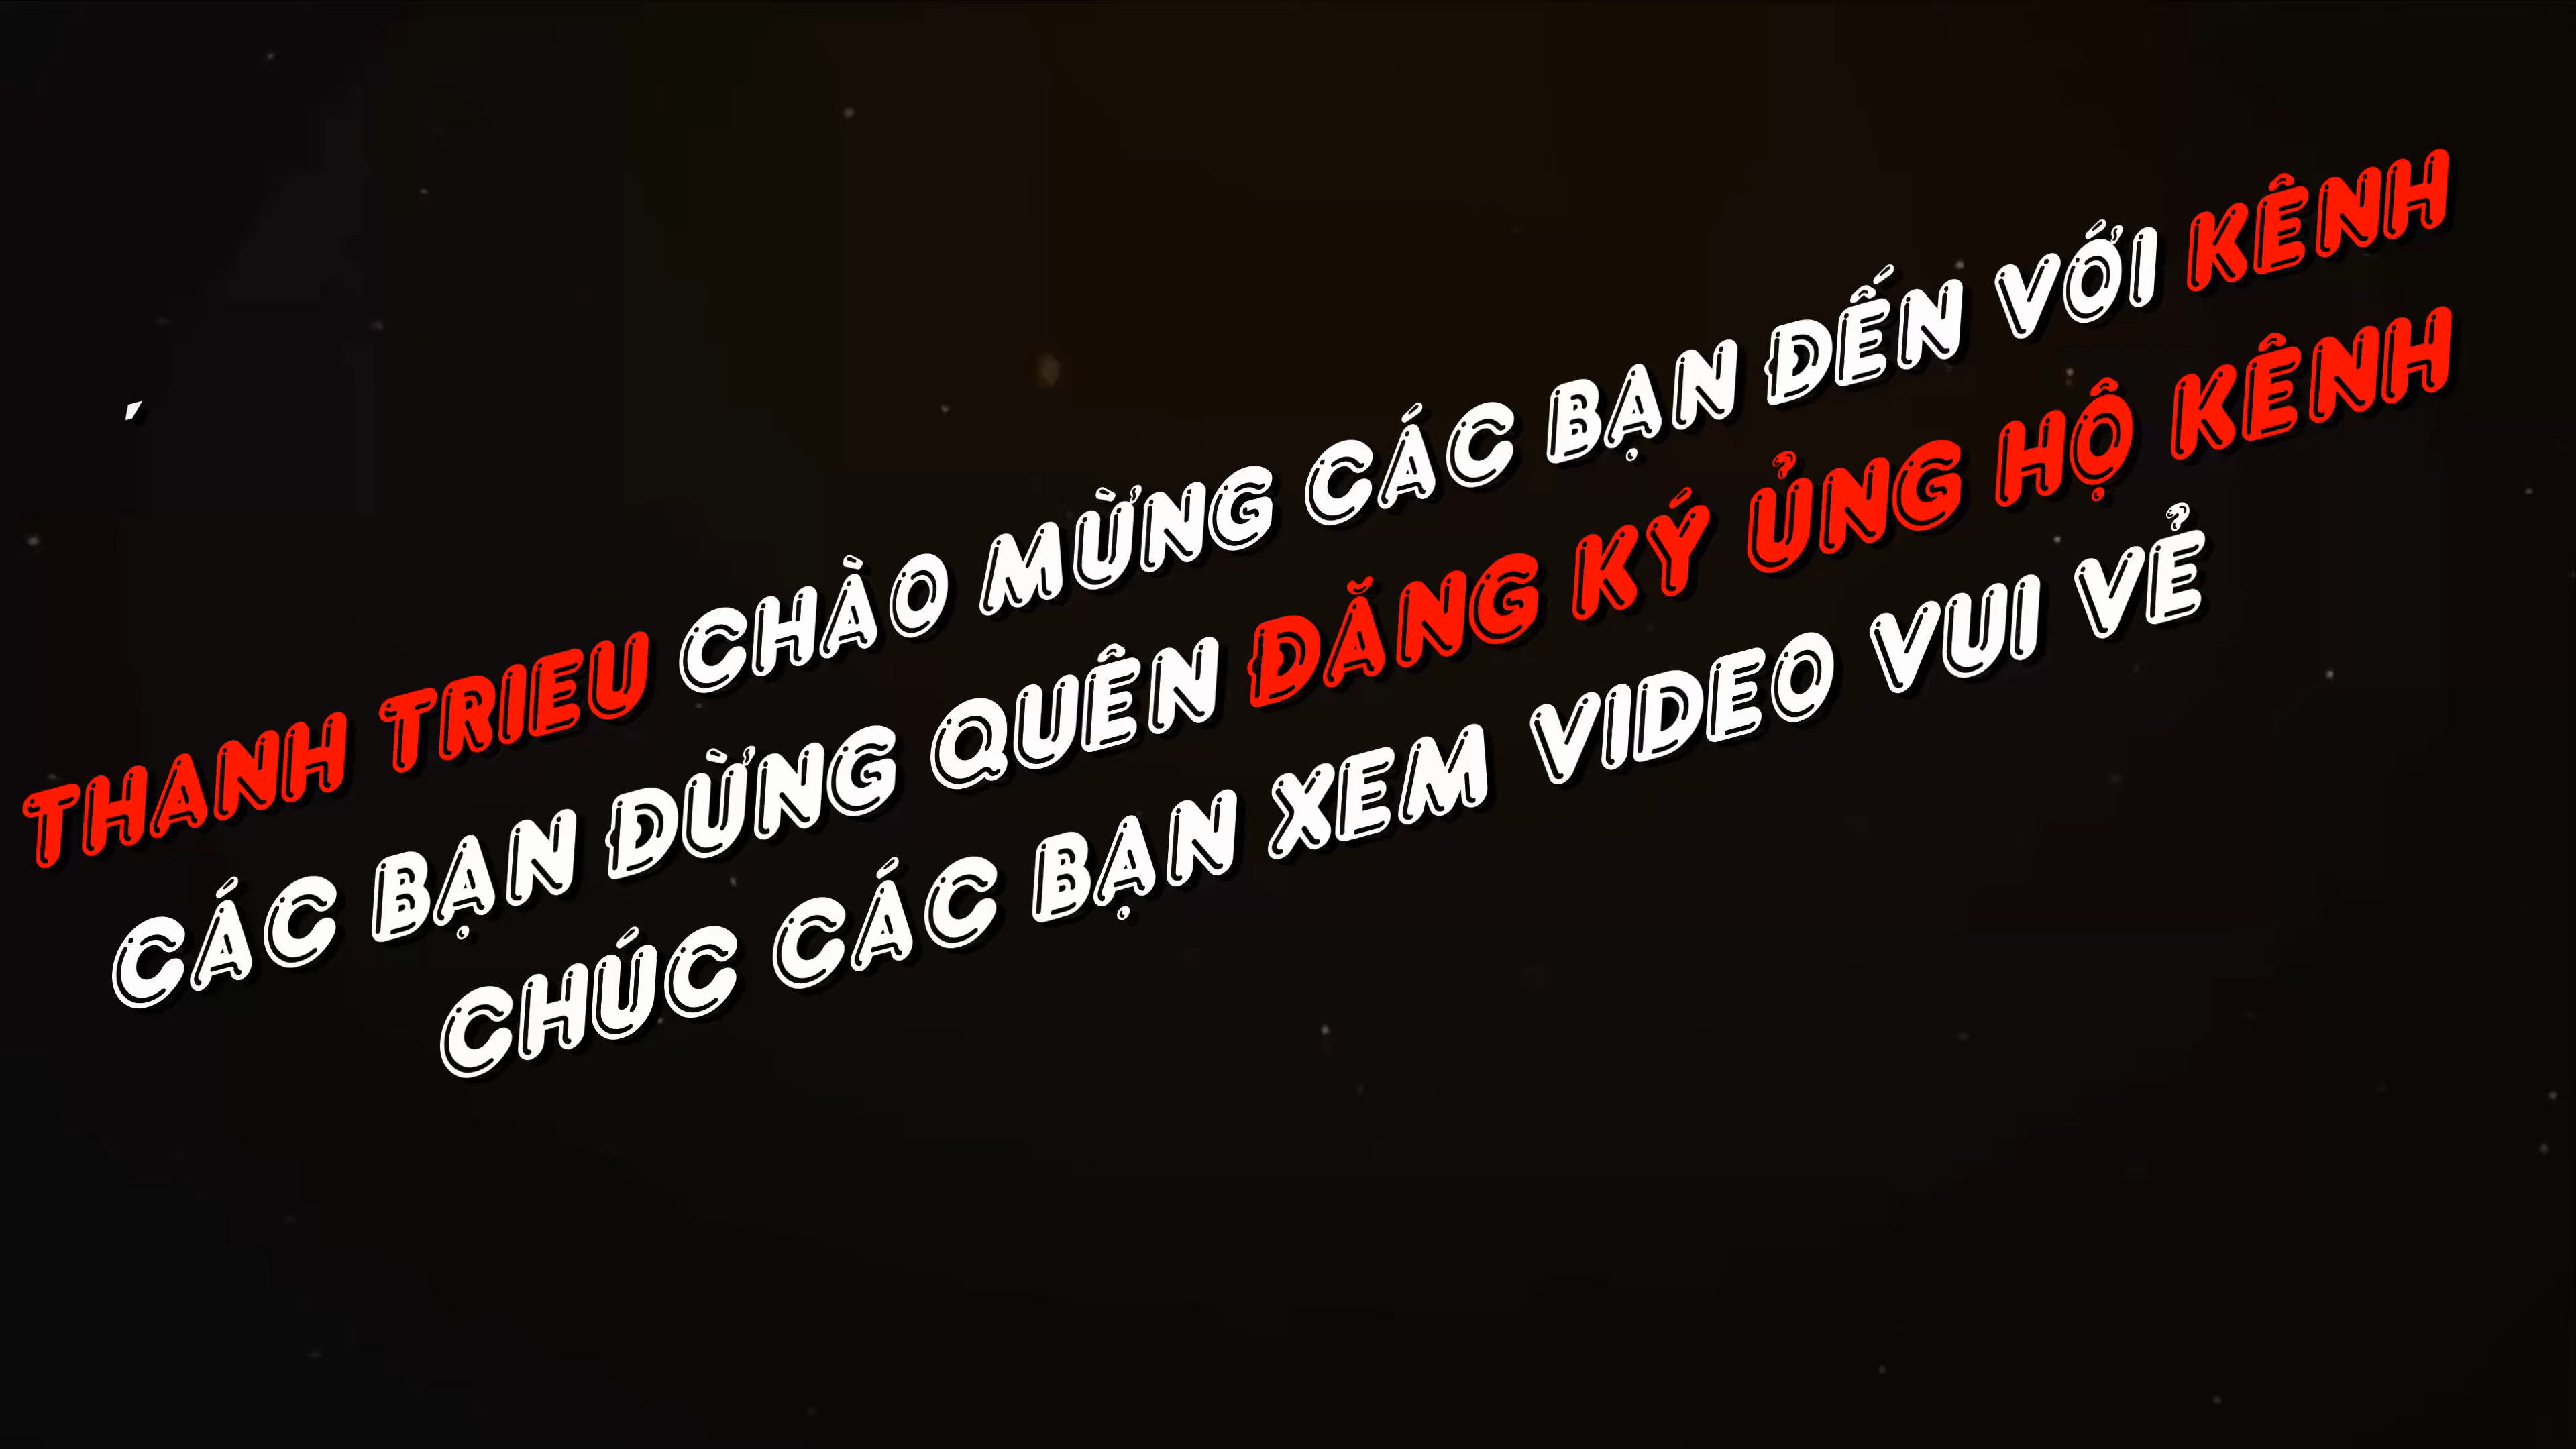 THANH TRIEU CHÀO MỪNG CÁC BẠN ĐẾN VỚI KÊNH
CÁC BẠN ĐỪNG QUÊN ĐĂNG KÝ ỦNG HỘ KÊNH
CHÚC CÁC BẠN XEM VIDEO VUI VẺ